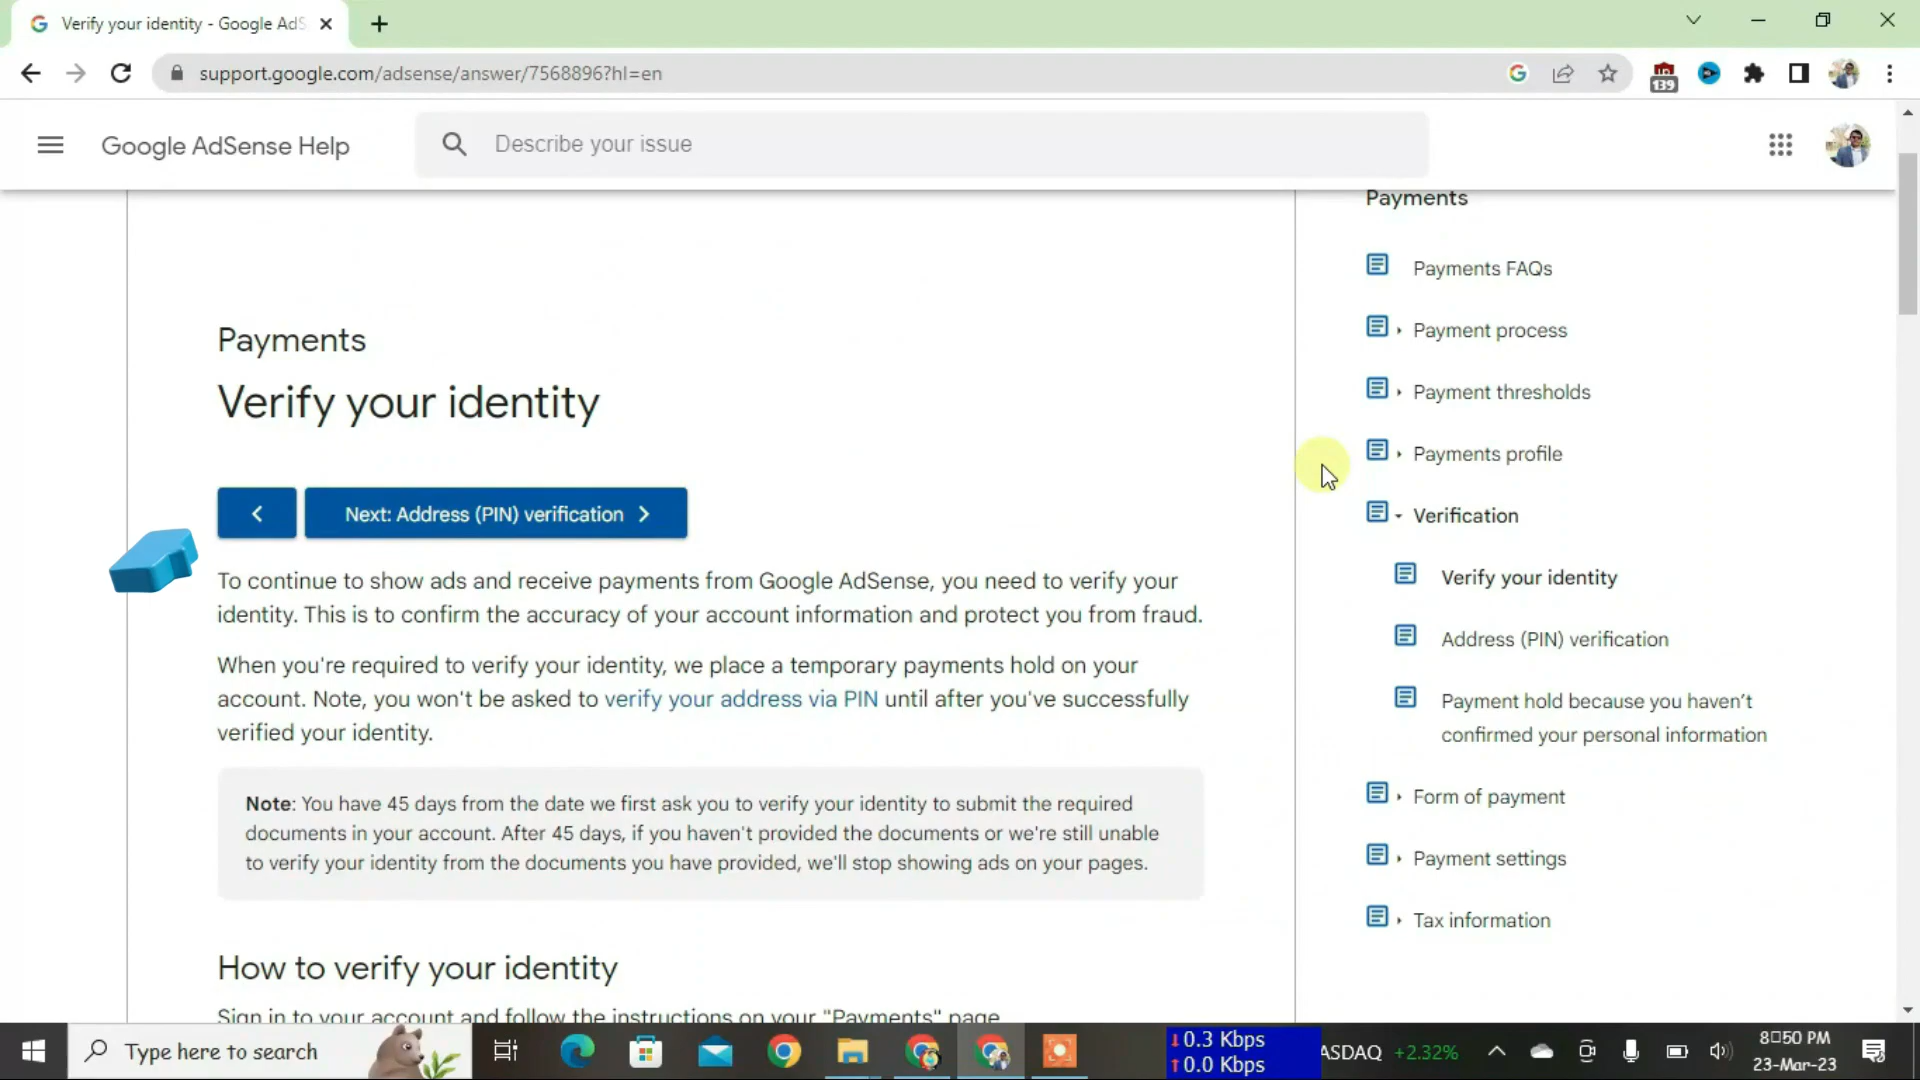 Verify your identity - Google AdS
support.google.com/adsense/answer/7568896?hl=en
139
Google AdSense Help
Describe your issue
Payments
Verify your identity
Next: Address (PIN) verification
To continue to show ads and receive payments from Google AdSense, you need to verify your
identity. This is to confirm the accuracy of your account information and protect you from fraud.
When you're required to verify your identity, we place a temporary payments hold on your
account. Note, you won't be asked to verify your address via PIN until after you've successfully
verified your identity.
Note: You have 45 days from the date we first ask you to verify your identity to submit the required
documents in your account. After 45 days, if you haven't provided the documents or we're still unable
to verify your identity from the documents you have provided, we'll stop showing ads on your pages.
How to verify your identity
Sign in to your account and follow the instructions on your "Payments" page
Payments
Payments FAQs
Payment process
Payment thresholds
Payments profile
Verification
Verify your identity
Address (PIN) verification
Payment hold because you haven't
confirmed your personal information
Form of payment
Payment settings
Tax information
Type here to search
0.3 Kbps
0.0 Kbps
ASDAQ +2.32%
8□50 PM
23-Mar-23